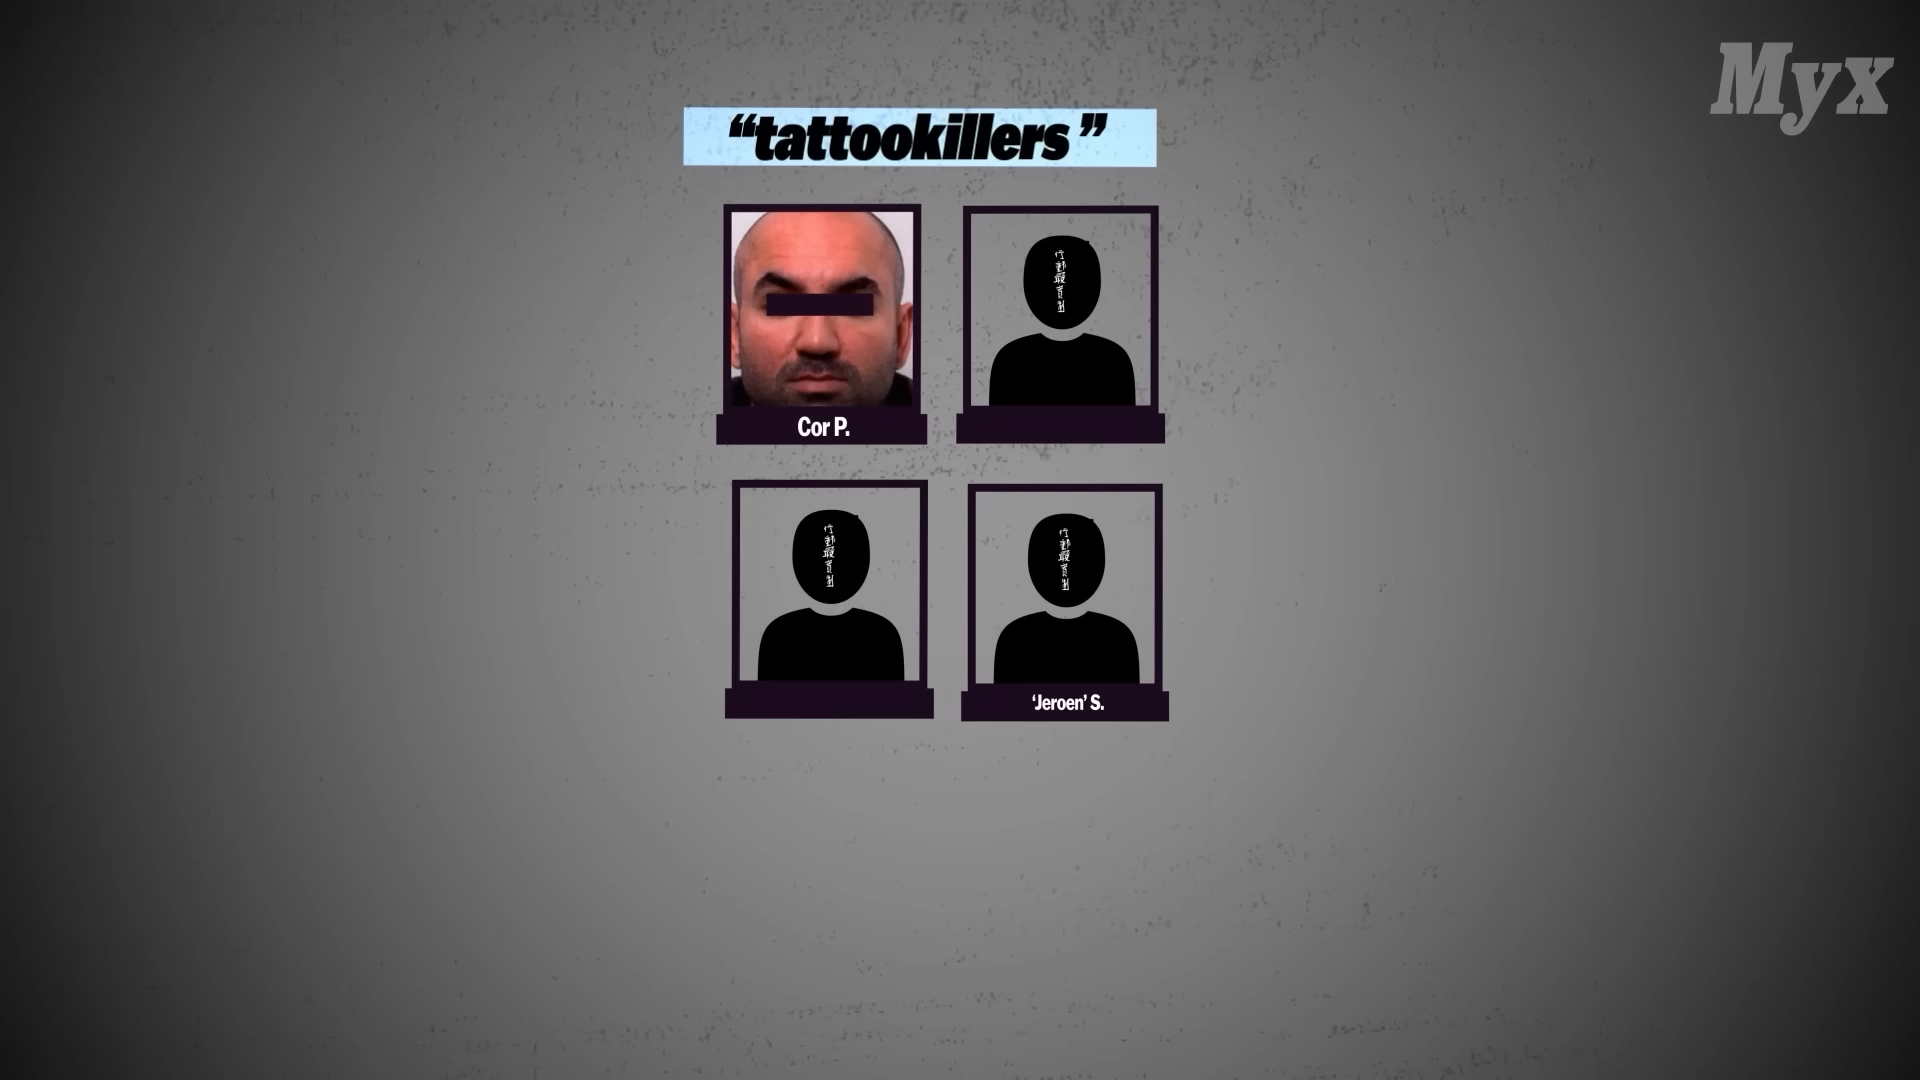 Myx
“tattookillers”
Cor P.
‘Jeroen’ S.